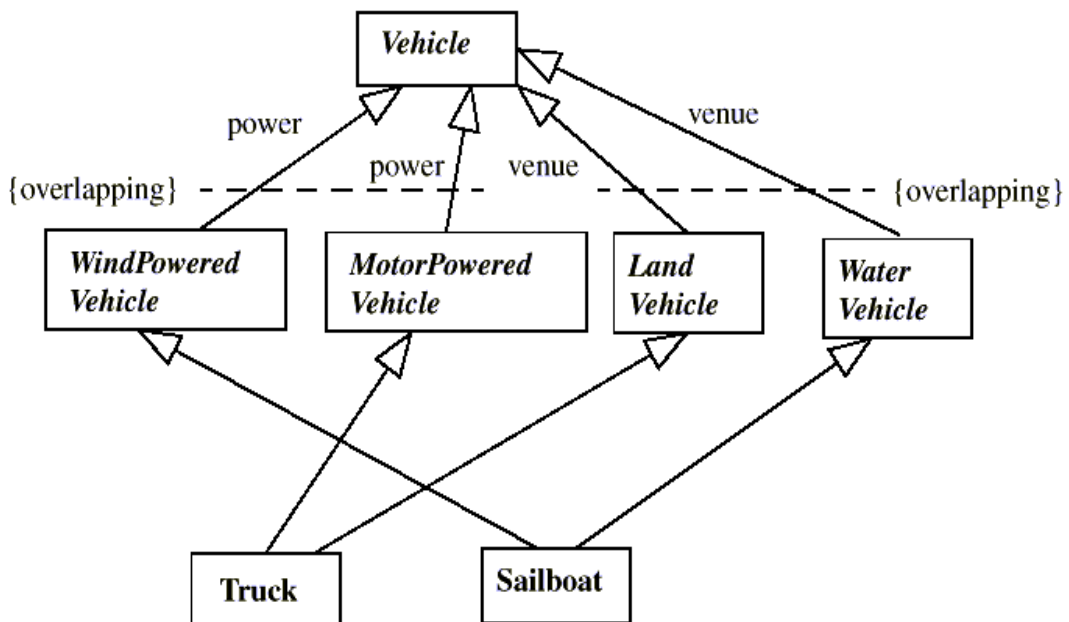 Vehicle
power
venue
power
venue
{overlapping}
{overlapping}
WindPowered
Vehicle
MotorPowered
Vehicle
Land
Vehicle
Water
Vehicle
Truck
Sailboat